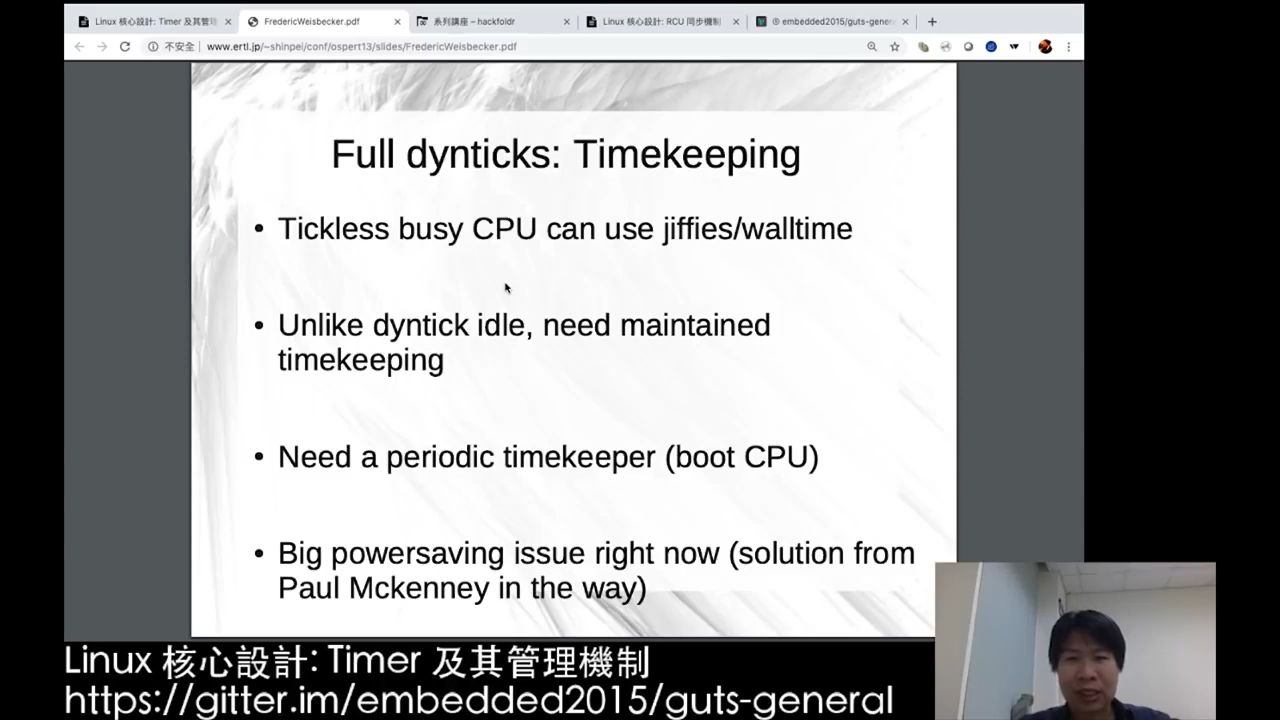 Linux 核心設計: Timer 及其管理
FredericWeisbecker.pdf
系列講座 – hackfoldr
Linux 核心設計: RCU 同步機制
embedded2015/guts-gener
不安全 www.ertl.jp/~shinpei/conf/ospert13/slides/FredericWeisbecker.pdf
Full dynticks: Timekeeping
• Tickless busy CPU can use jiffies/walltime
• Unlike dyntick idle, need maintained
timekeeping
• Need a periodic timekeeper (boot CPU)
• Big powersaving issue right now (solution from
Paul Mckenney in the way)
Linux 核心設計: Timer 及其管理機制
https://gitter.im/embedded2015/guts-general